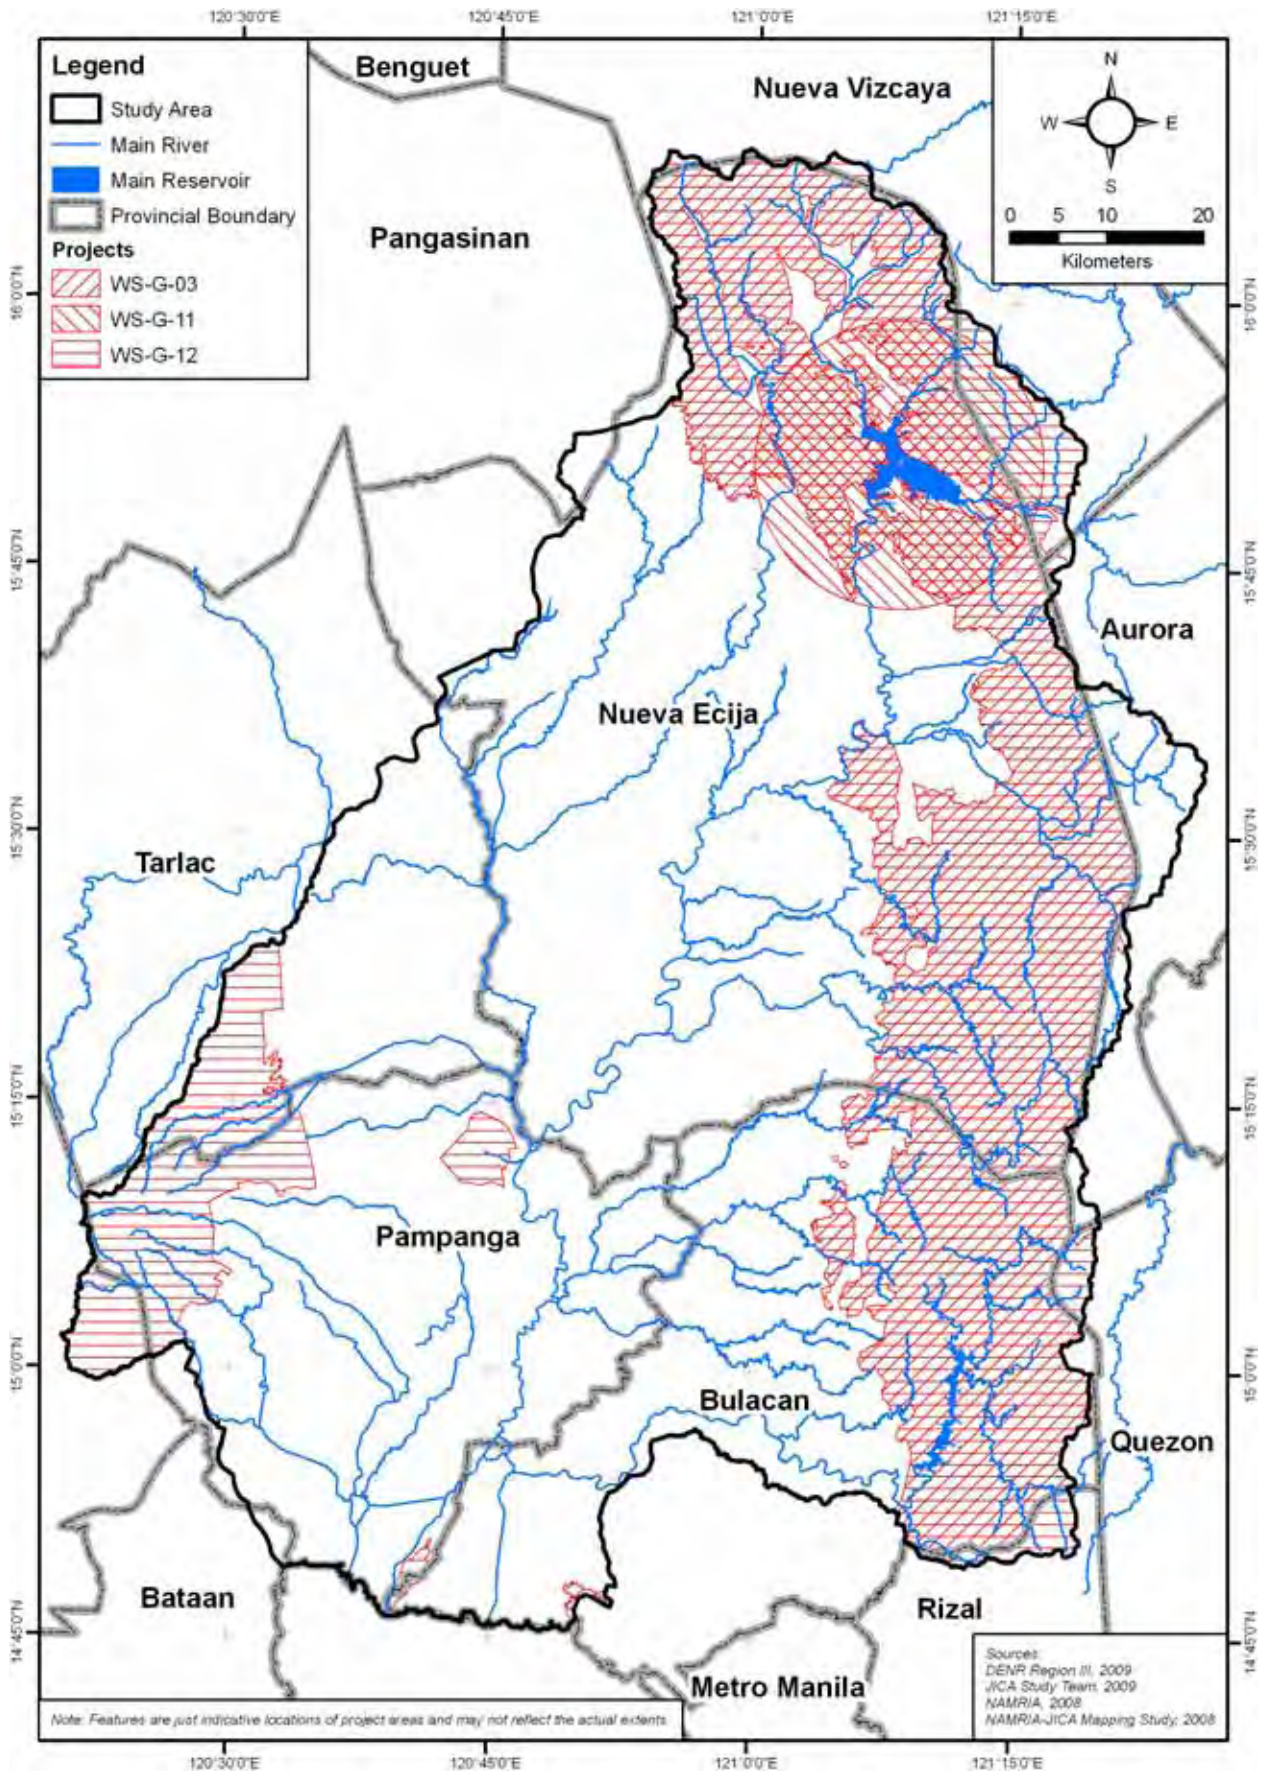 120°30'0"E 120°45'0"E 121°0'0"E 121°15'0"E
Legend
Study Area
Main River
Main Reservoir
Provincial Boundary
Projects
WS-G-03
WS-G-11
WS-G-12
Benguet
Nueva Vizcaya
N
W E
S
0 5 10 20
Kilometers
Pangasinan
16°0'0"N 16°0'0"N
15°45'0"N 15°45'0"N
Aurora
Nueva Ecija
15°30'0"N 15°30'0"N
Tarlac
15°15'0"N 15°15'0"N
Pampanga
15°0'0"N 15°0'0"N
Bulacan
Quezon
Bataan
Rizal
14°45'0"N 14°45'0"N
Metro Manila
Sources:
DENR Region III, 2009
JICA Study Team, 2009
NAMRIA, 2008
NAMRIA-JICA Mapping Study, 2008
Note: Features are just indicative locations of project areas and may not reflect the actual extents
120°30'0"E 120°45'0"E 121°0'0"E 121°15'0"E